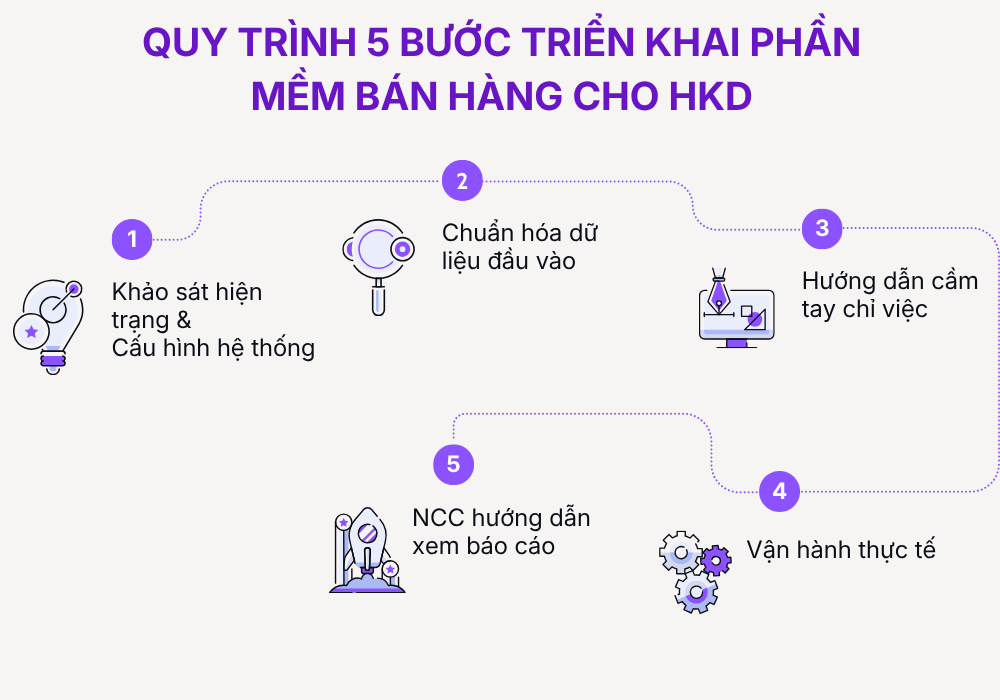 QUY TRÌNH 5 BƯỚC TRIỂN KHAI PHẦN
MỀM BÁN HÀNG CHO HKD
1
Khảo sát hiện
trạng &
Cấu hình hệ thống
2
Chuẩn hóa dữ
liệu đầu vào
3
Hướng dẫn cầm
tay chỉ việc
4
Vận hành thực tế
5
NCC hướng dẫn
xem báo cáo